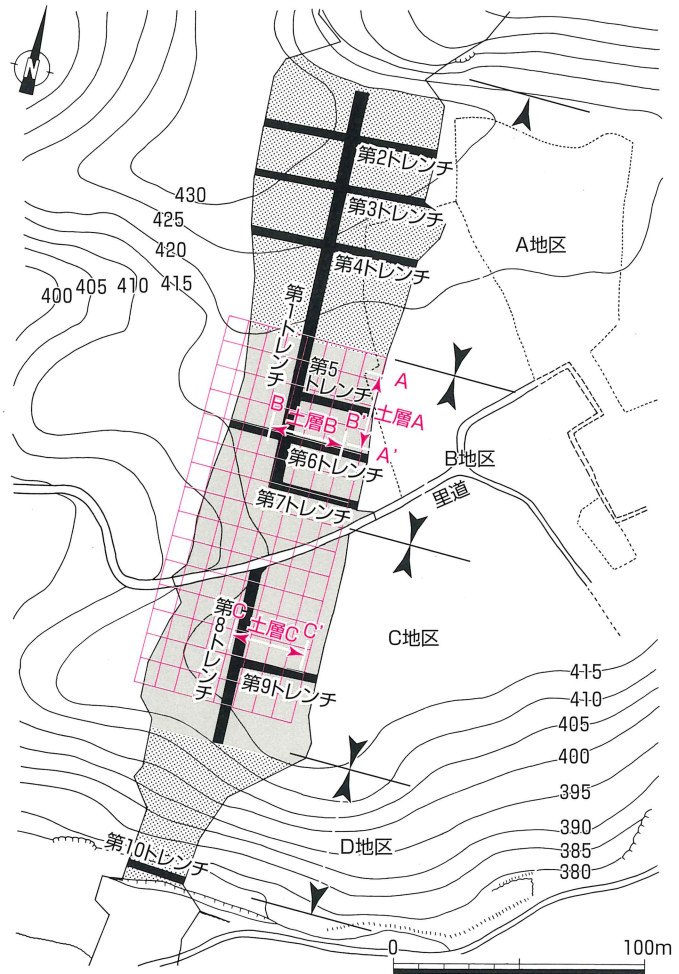 N
第2トレンチ
430
第3トレンチ
425
A地区
420
第4トレンチ
400 405 410 415
第1トレンチ
第5
トレンチ
A
B 土層B B' 土層A
A'
第6トレンチ
B地区
第7トレンチ
里道
C地区
第8トレンチ
C 土層C C'
415
第9トレンチ
410
405
400
395
390
第10トレンチ
D地区
385
380
0 100m